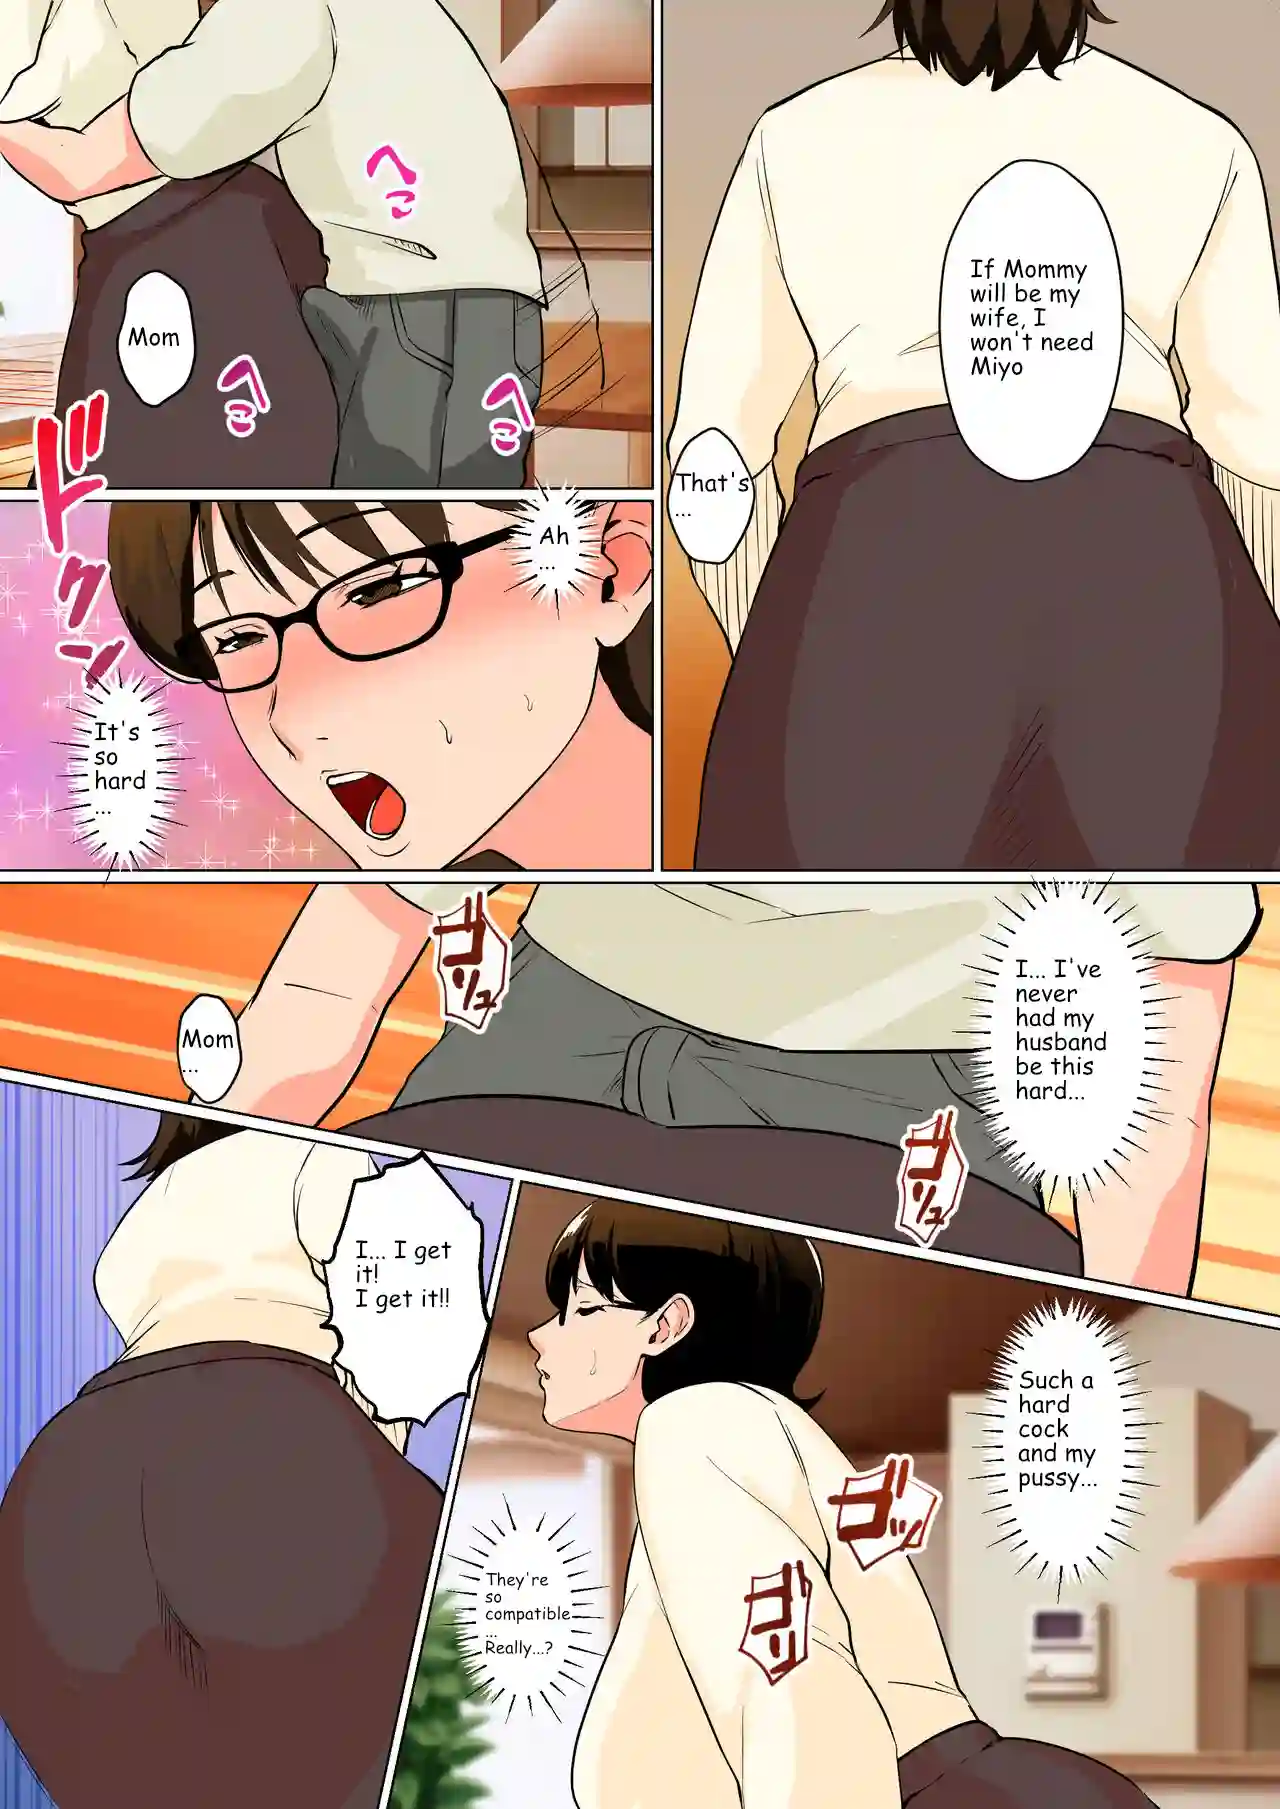 If Mommy
will be my
wife, I
won't need
Miyo
That's
...
へこ
Mom
へこ
へこ
ドクンッ
Ah
...
It's
so
hard
...
I... I've
never
had my
husband
be this
hard...
ゴリュ
Mom
...
ゴリュ
Such a
hard
cock
and my
pussy...
ゴッ
ゴリ
They're
so
compatible
...
Really...?
I... I get
it!
I get it!!